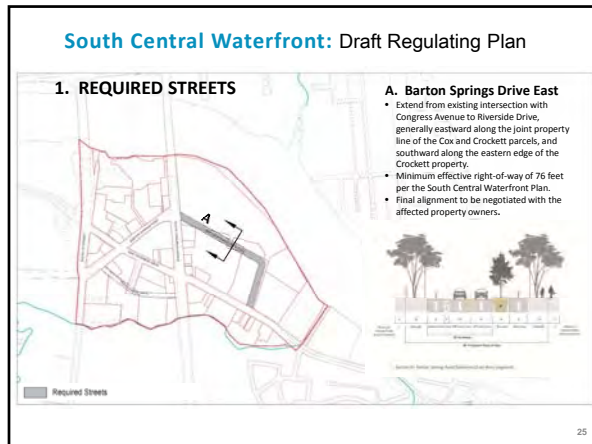 South Central Waterfront: Draft Regulating Plan
1. REQUIRED STREETS
A. Barton Springs Drive East
• Extend from existing intersection with
Congress Avenue to Riverside Drive,
generally eastward along the joint property
line of the Cox and Crockett parcels, and
southward along the eastern edge of the
Crockett property.
• Minimum effective right-of-way of 76 feet
per the South Central Waterfront Plan.
• Final alignment to be negotiated with the
affected property owners.
A
Required Streets
25